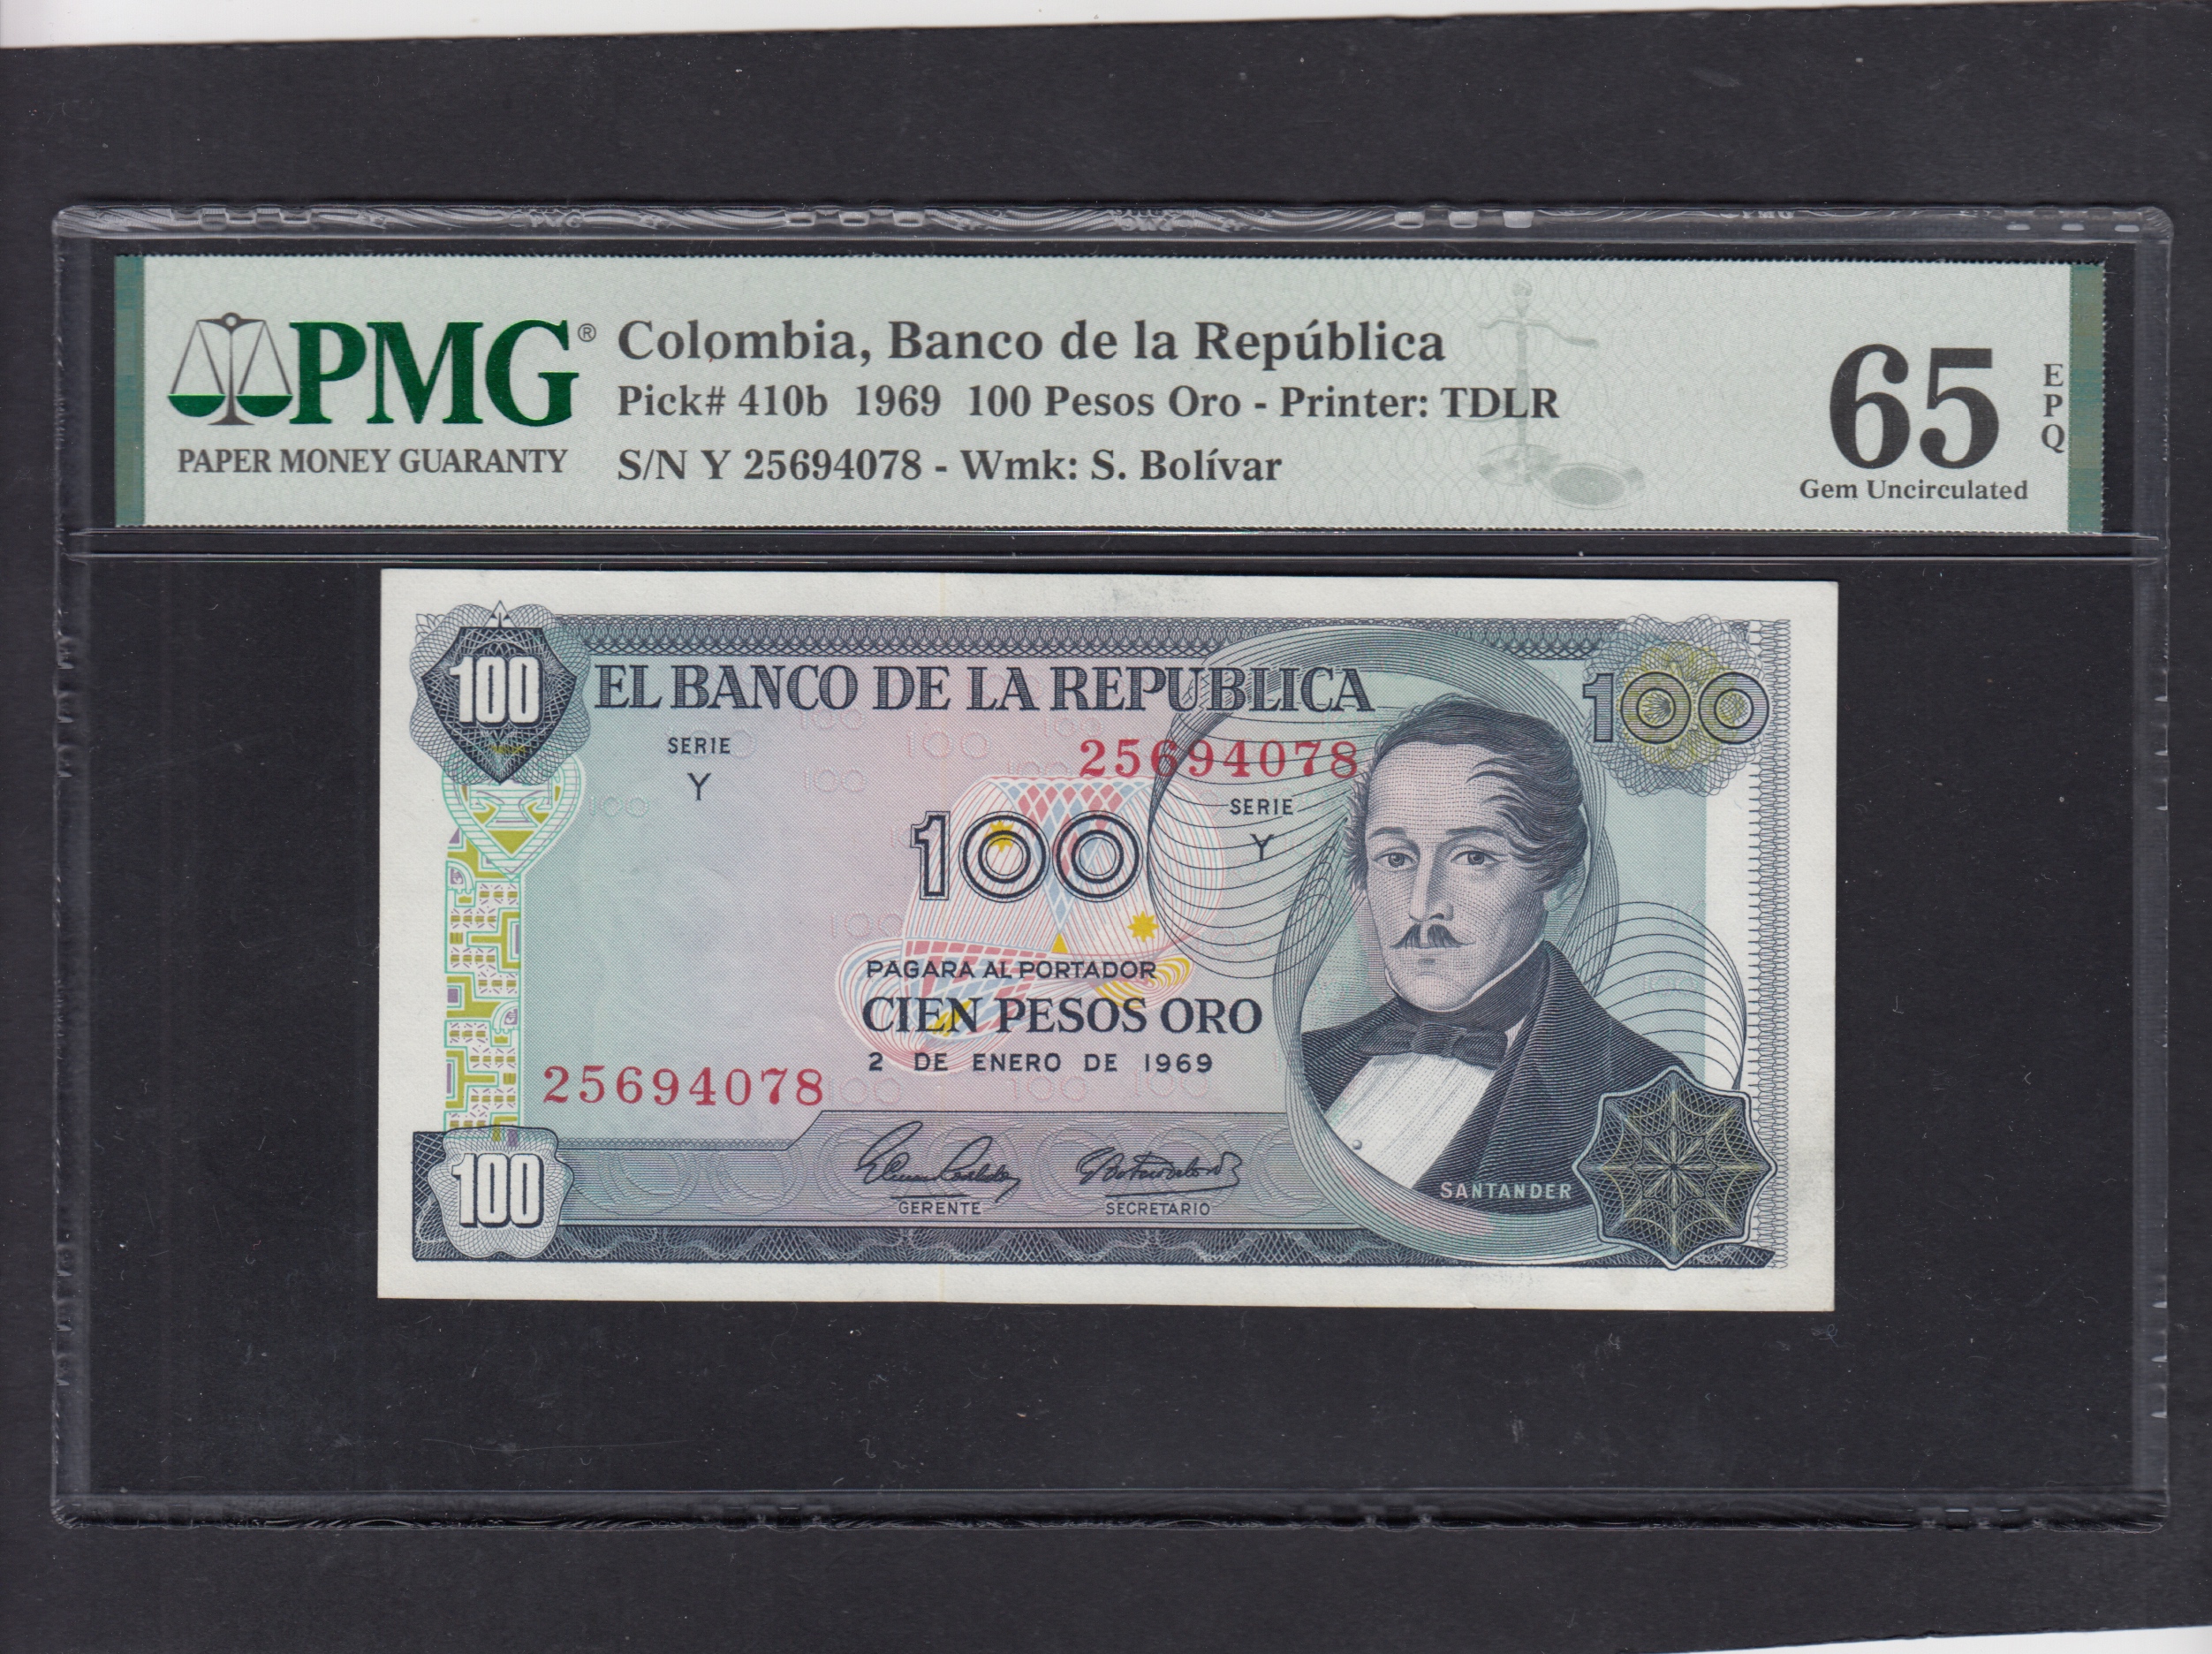 PMG®
PAPER MONEY GUARANTY
Colombia, Banco de la República
Pick# 410b 1969 100 Pesos Oro - Printer: TDLR
S/N Y 25694078 - Wmk: S. Bolívar
65
EPQ
Gem Uncirculated
100
EL BANCO DE LA REPUBLICA
100
SERIE
Y
25694078
SERIE
Y
100
PAGARA AL PORTADOR
CIEN PESOS ORO
2 DE ENERO DE 1969
25694078
100
GERENTE
SECRETARIO
SANTANDER